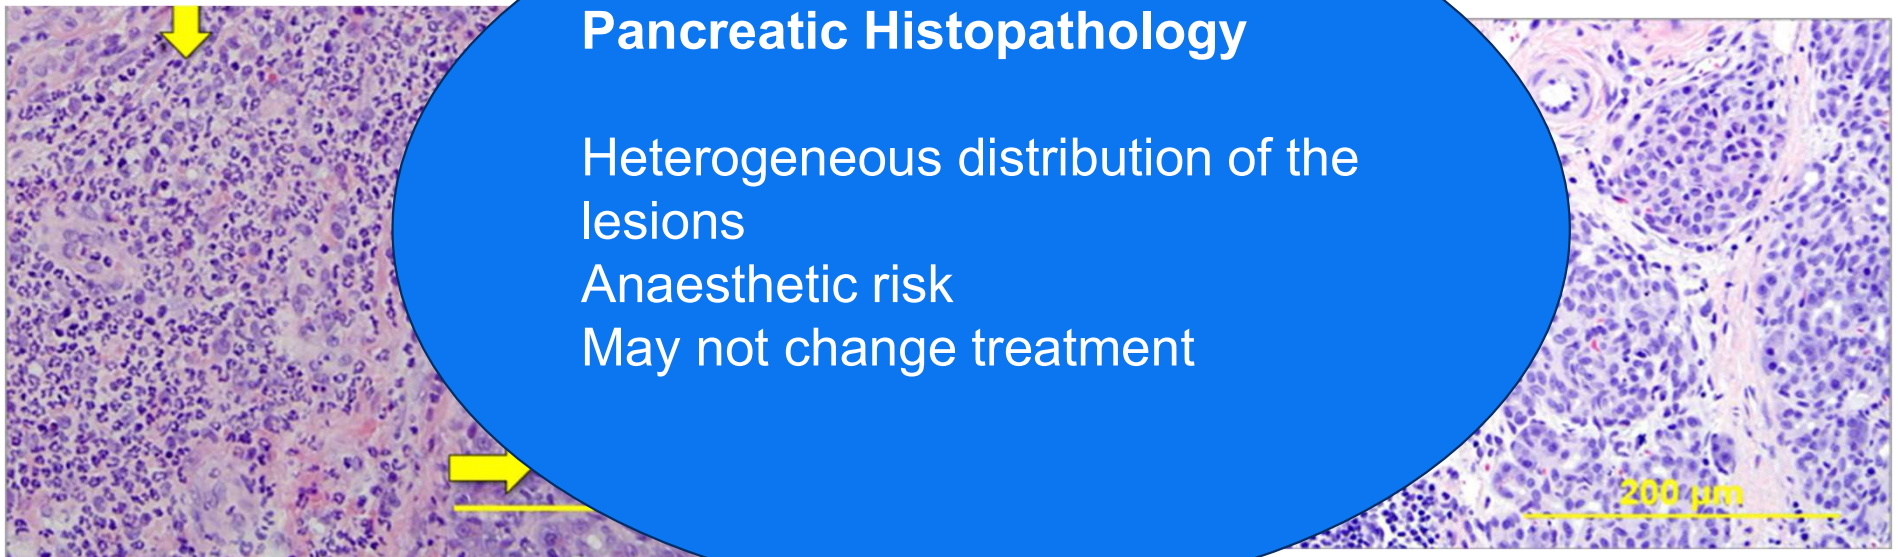 Pancreatic Histopathology
Heterogeneous distribution of the
lesions
Anaesthetic risk
May not change treatment
200 µm